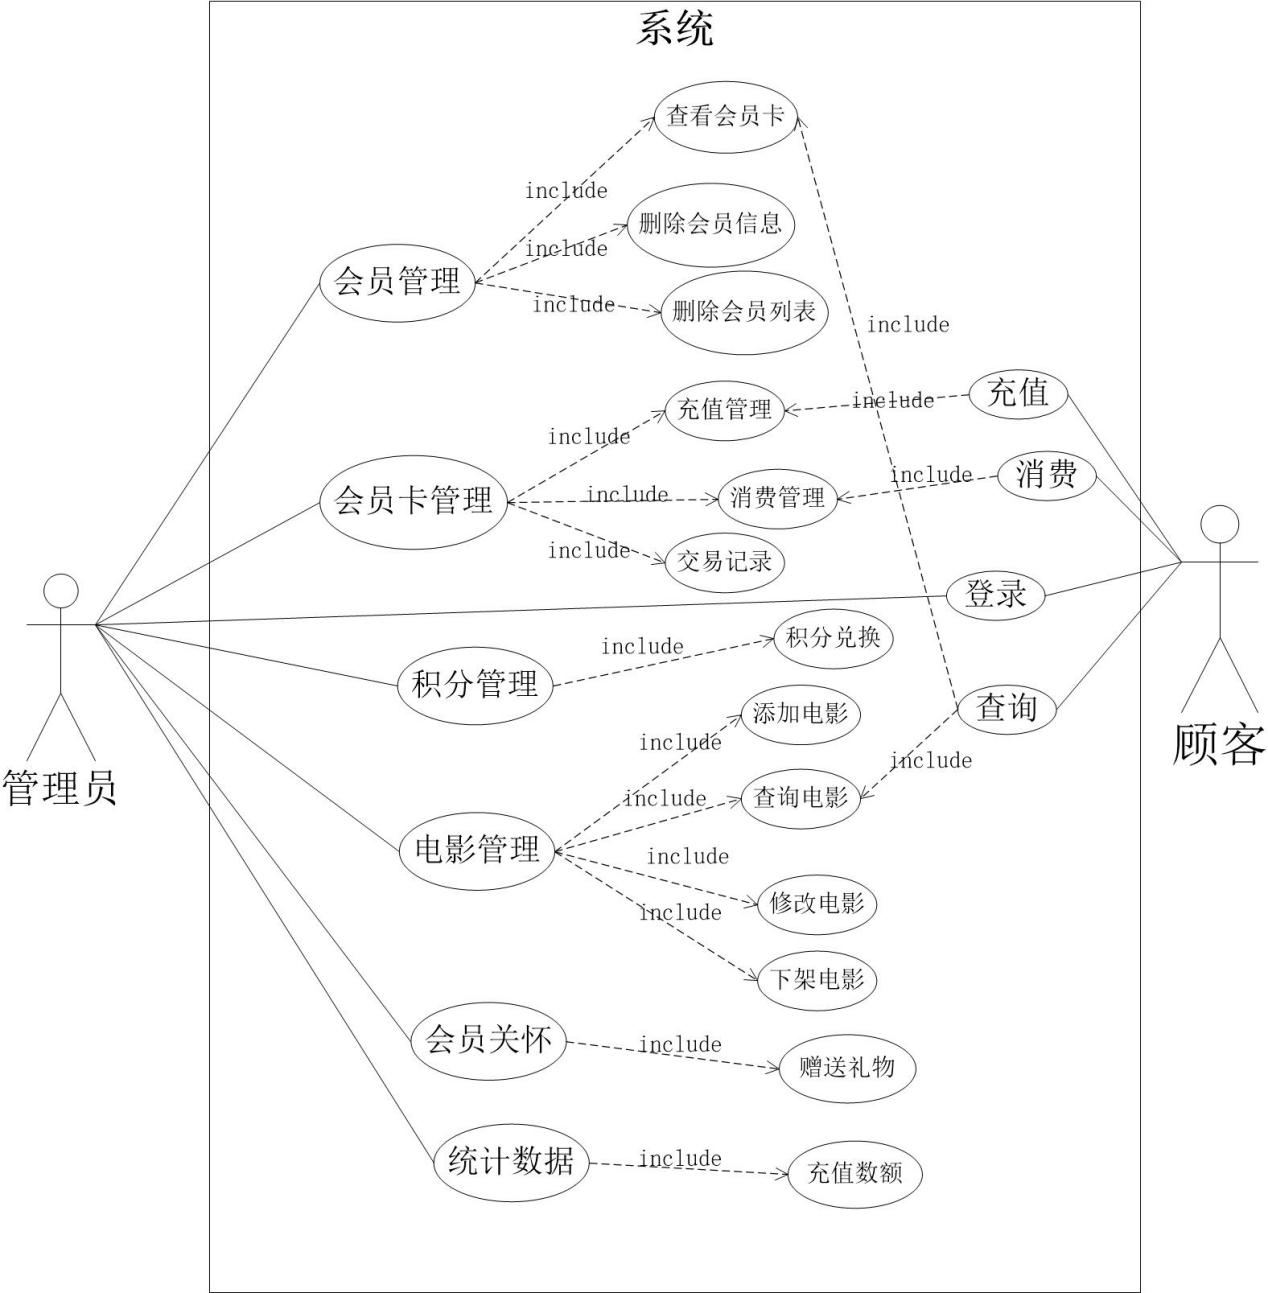 系统
查看会员卡
include
删除会员信息
include
会员管理
include
删除会员列表
include
充值
include
充值管理
include
include
消费
会员卡管理
include
消费管理
include
交易记录
登录
include
积分兑换
积分管理
查询
添加电影
include
顾客
include
管理员
include
查询电影
电影管理
include
修改电影
include
下架电影
会员关怀
include
赠送礼物
统计数据
include
充值数额